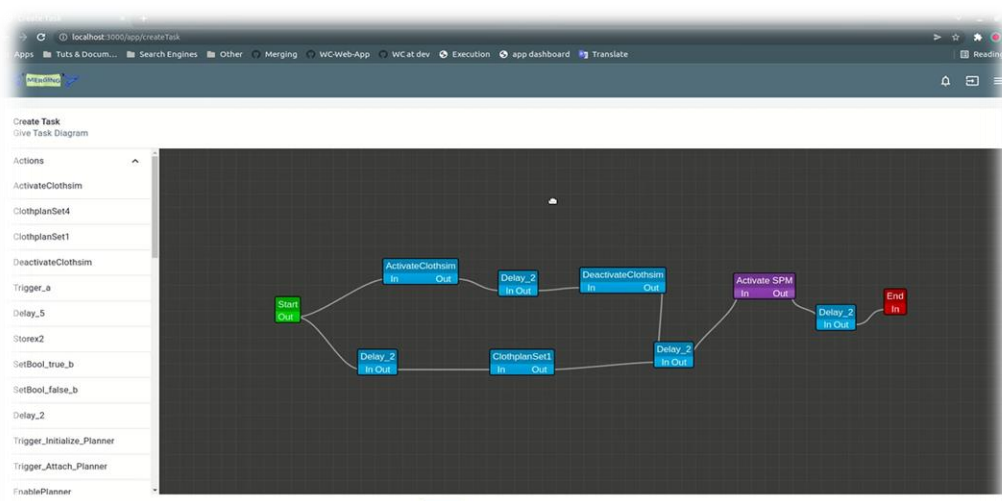 Create Task
localhost:3000/app/createTask
Apps Tuts & Docum... Search Engines Other Merging WC-Web-App WC at dev Execution app dashboard Translate Reading
MERGING
Create Task
Give Task Diagram
Actions
ActivateClothsim
ClothplanSet4
ClothplanSet1
DeactivateClothsim
Trigger_a
Delay_5
Storex2
SetBool_true_b
SetBool_false_b
Delay_2
Trigger_Initialize_Planner
Trigger_Attach_Planner
EnablePlanner
Start
Out
ActivateClothsim
In Out
Delay_2
In Out
DeactivateClothsim
In Out
Delay_2
In Out
ClothplanSet1
In Out
Delay_2
In Out
Activate SPM
In Out
Delay_2
In Out
End
In